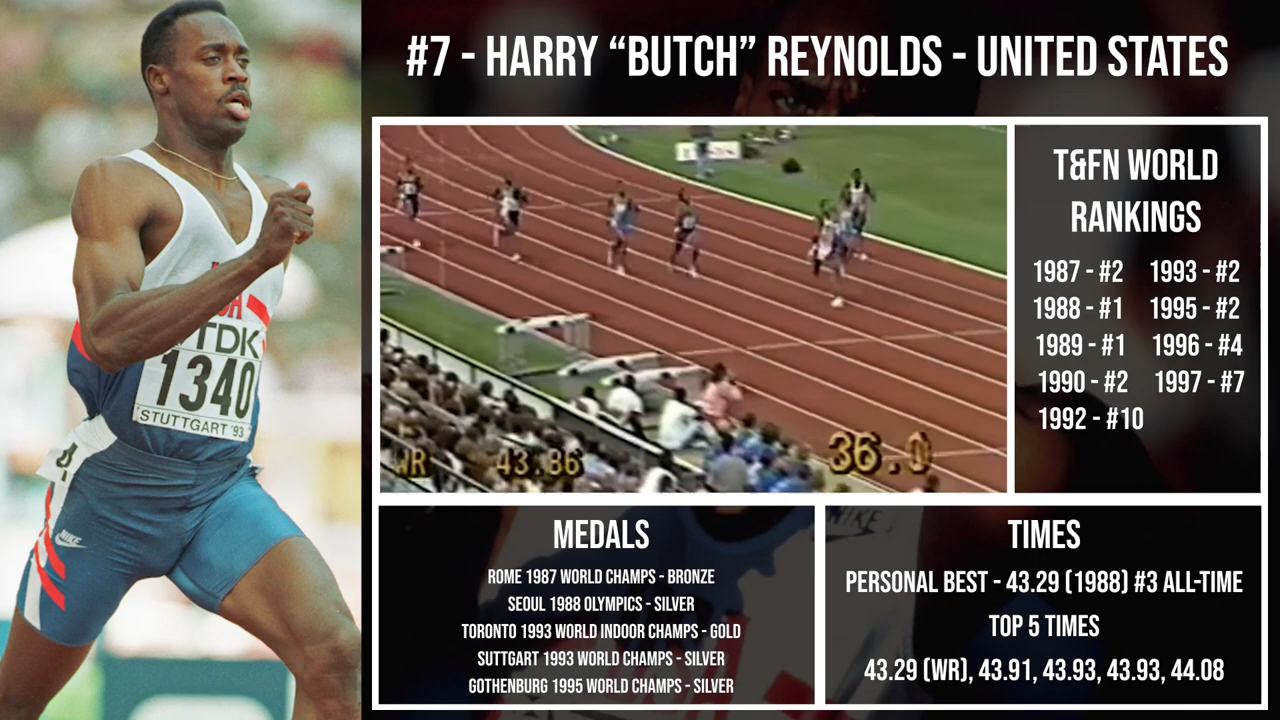 #7 - HARRY “BUTCH” REYNOLDS - UNITED STATES
T&FN WORLD
RANKINGS
1987 - #2 1993 - #2
1988 - #1 1995 - #2
1989 - #1 1996 - #4
1990 - #2 1997 - #7
1992 - #10
WR 43.86 36.0
TDK
1340
STUTTGART '93
4
NIKE
MEDALS
ROME 1987 WORLD CHAMPS - BRONZE
SEOUL 1988 OLYMPICS - SILVER
TORONTO 1993 WORLD INDOOR CHAMPS - GOLD
SUTTGART 1993 WORLD CHAMPS - SILVER
GOTHENBURG 1995 WORLD CHAMPS - SILVER
NIKE
TIMES
PERSONAL BEST - 43.29 (1988) #3 ALL-TIME
TOP 5 TIMES
43.29 (WR), 43.91, 43.93, 43.93, 44.08